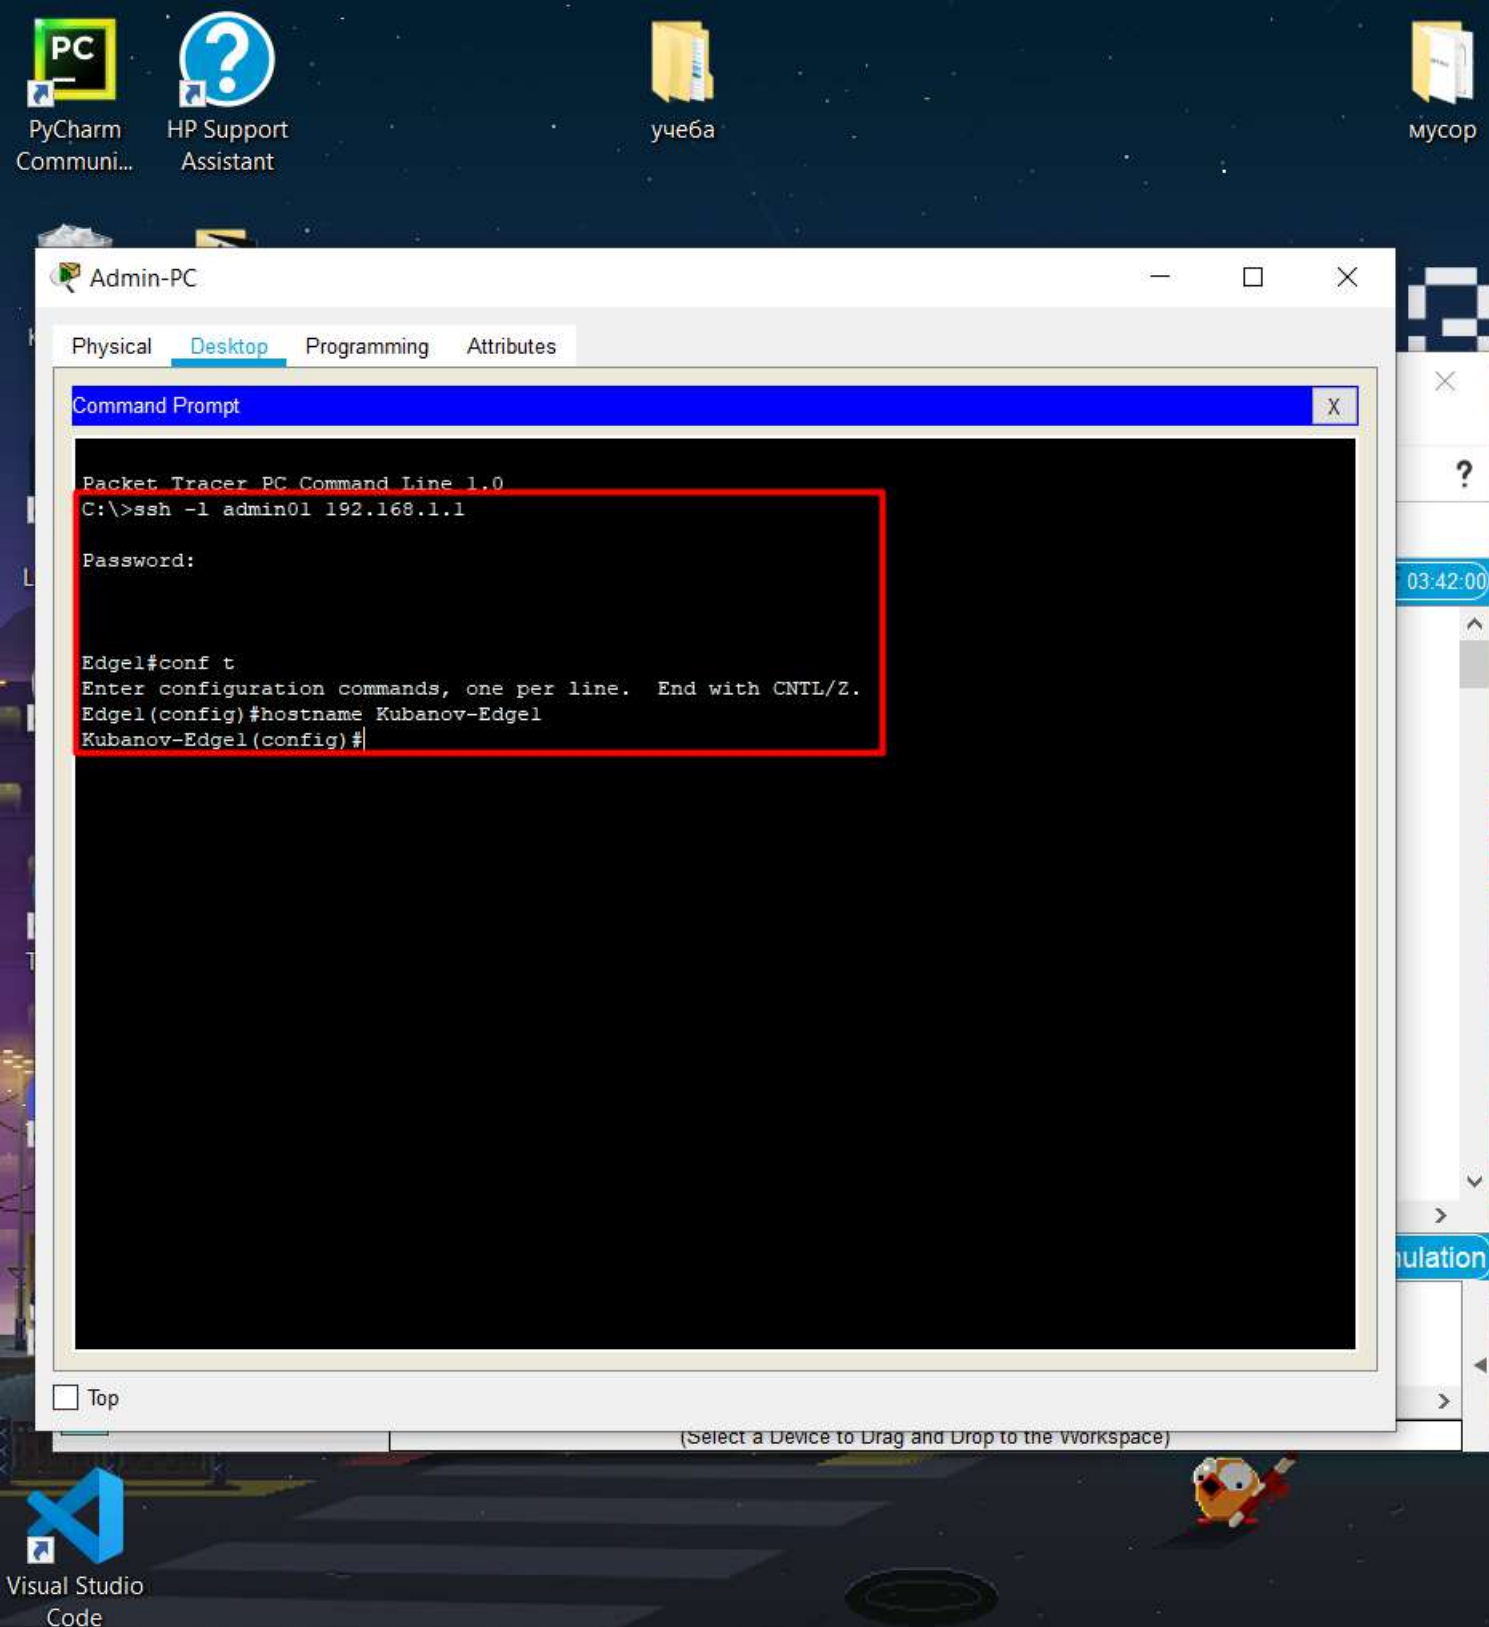 PC
PyCharm
Communi...
HP Support
Assistant
учеба
мусор
Admin-PC
Physical Desktop Programming Attributes
Command Prompt
X
Packet Tracer PC Command Line 1.0
C:\>ssh -l admin01 192.168.1.1
Password:
Edge1#conf t
Enter configuration commands, one per line.  End with CNTL/Z.
Edge1(config)#hostname Kubanov-Edge1
Kubanov-Edge1(config)#
?
03:42:00
ulation
Top
(Select a Device to Drag and Drop to the Workspace)
Visual Studio
Code